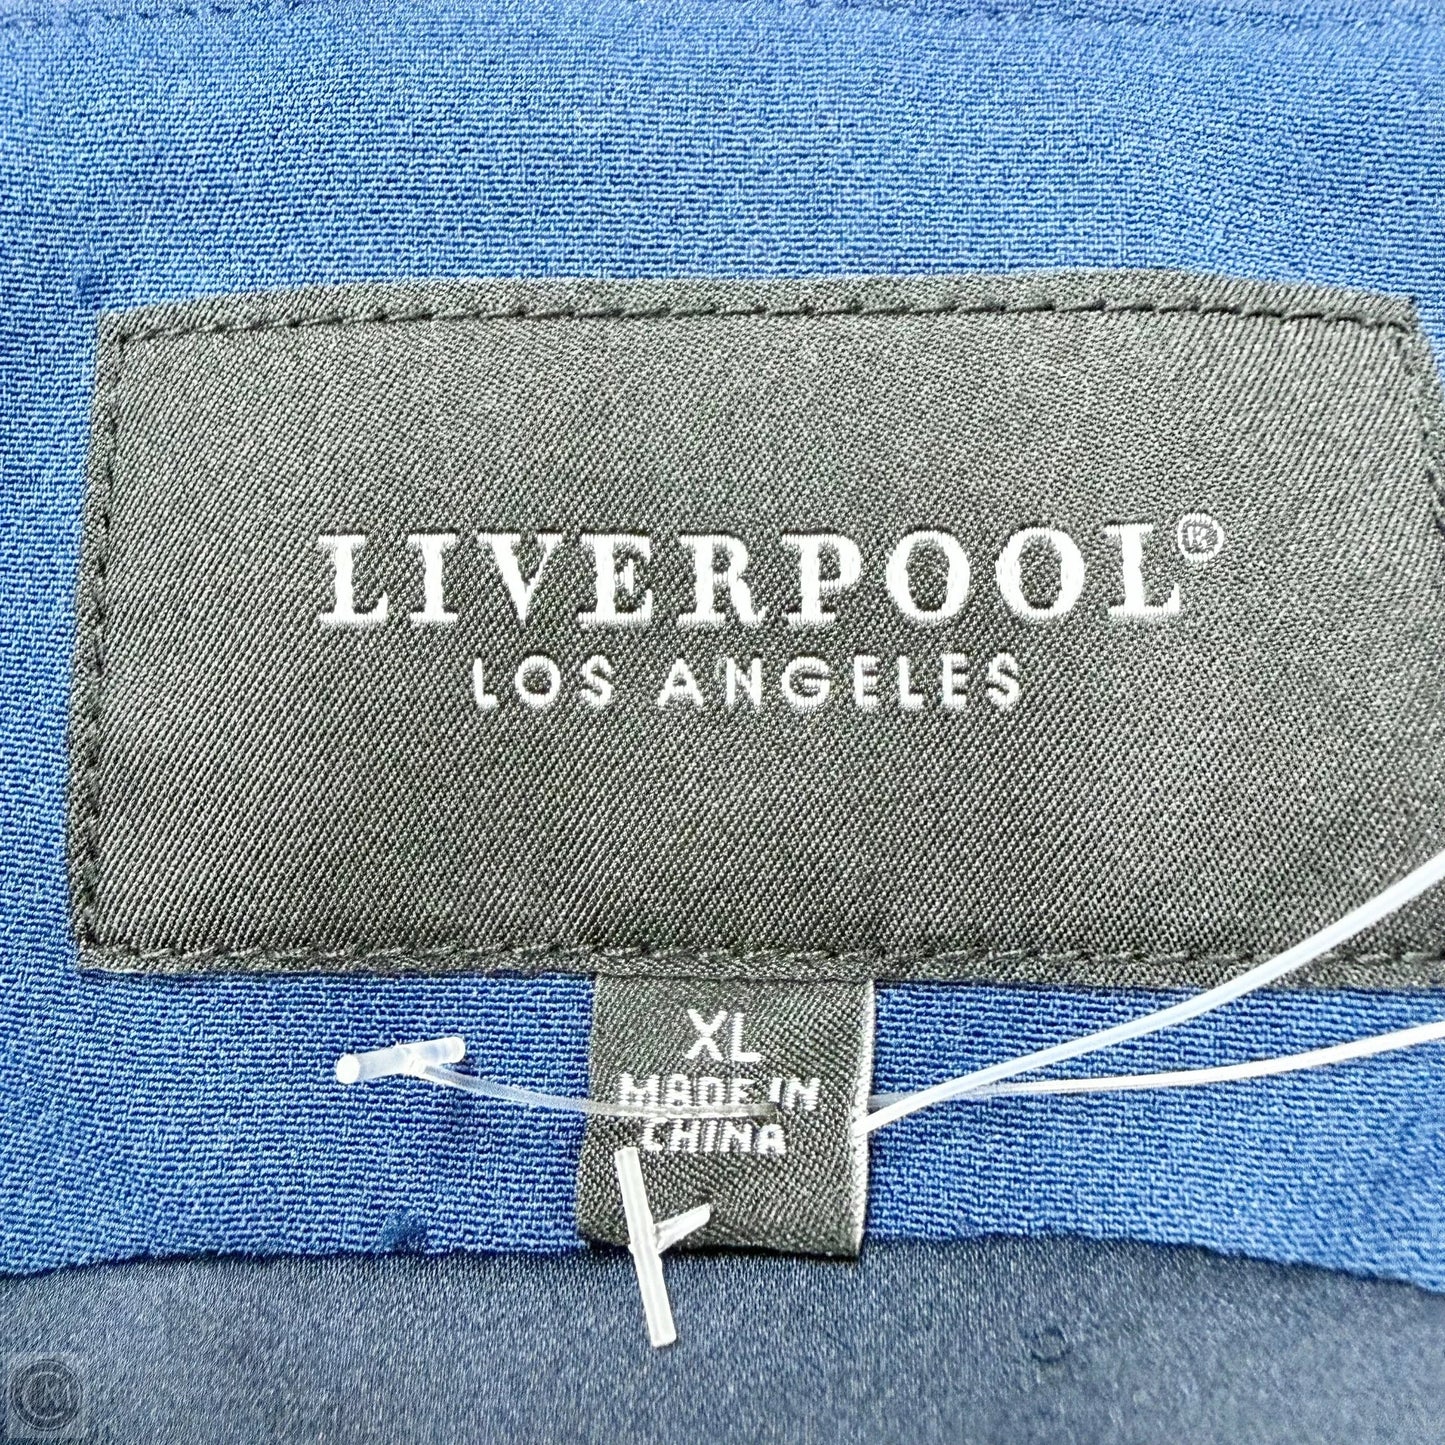 LIVERPOOL®
LOS ANGELES
XL
MADE IN
CHINA